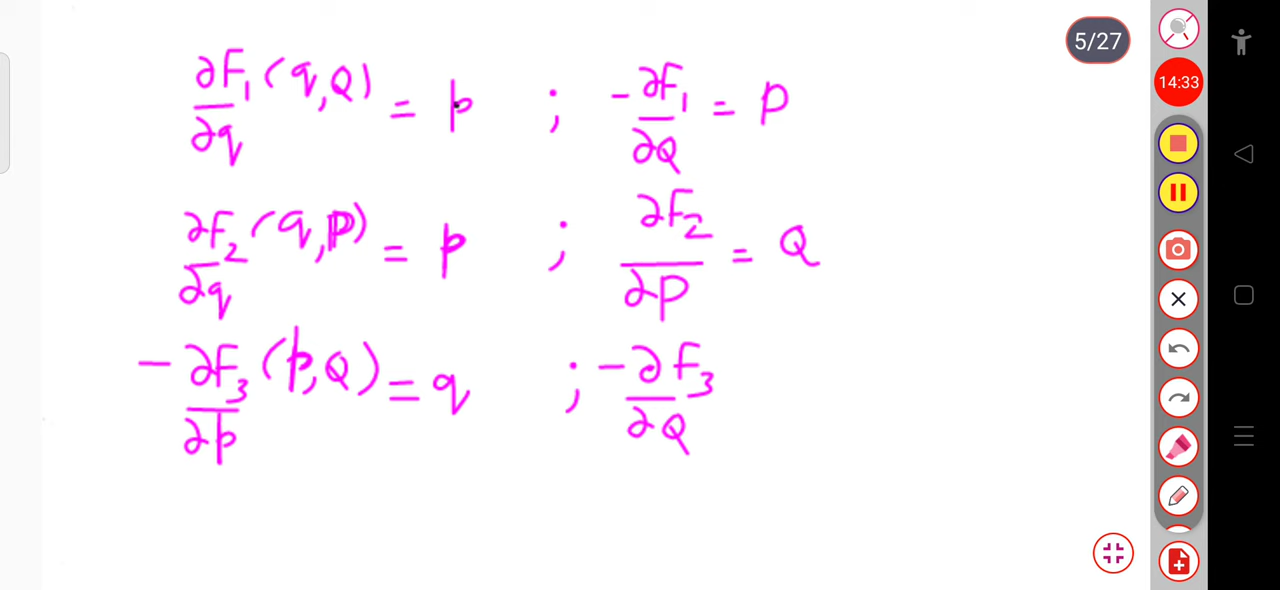 5/27
14:33
∂F₁(q,Q)/∂q = p ; -∂F₁/∂Q = P
∂F₂(q,P)/∂q = p ; ∂F₂/∂P = Q
-∂F₃(p,Q)/∂p = q ; -∂F₃/∂Q